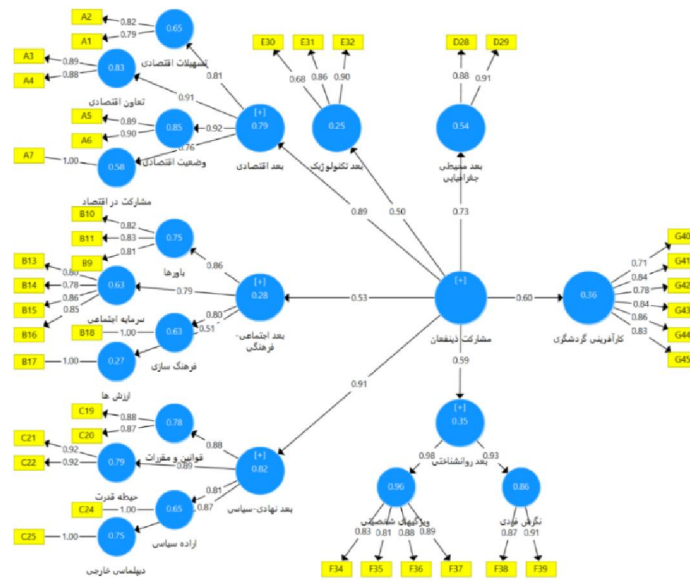 A2
0.82
A1
0.79
0.65
تسهیلات اقتصادی
0.81
A3
0.89
A4
0.88
0.83
تعاون اقتصادی
0.91
A5
0.89
A6
0.90
0.85
وضعیت اقتصادی
0.92
A7
1.00
0.58
مشارکت در اقتصاد
0.76
[+]
0.79
بعد اقتصادی
0.89
E30
E31
E32
0.68
0.86
0.90
[+]
0.25
بعد تکنولوژیک
0.50
D28
D29
0.88
0.91
0.54
بعد محیطی
جغرافیایی
0.73
B10
0.82
B11
0.83
B9
0.81
0.75
باورها
0.86
B13
0.80
B14
0.78
B15
0.86
B16
0.85
0.63
سرمایه اجتماعی
0.79
B18
1.00
0.63
فرهنگ سازی
0.80
B17
1.00
0.27
ارزش ها
0.51
[+]
0.28
بعد اجتماعی-
فرهنگی
0.53
[+]
مشارکت ذینفعان
0.60
0.36
کارآفرینی گردشگری
G40
0.71
G41
0.84
G42
0.78
G43
0.84
G44
0.86
G45
0.83
C19
0.88
C20
0.87
0.78
قوانین و مقررات
0.88
C21
0.92
C22
0.92
0.79
حیطه قدرت
0.89
C24
1.00
0.65
اراده سیاسی
0.81
C25
1.00
0.75
دیپلماسی خارجی
0.87
[+]
0.82
بعد نهادی-سیاسی
0.91
0.59
[+]
0.35
بعد روانشناختی
0.98
0.93
0.96
ویژگیهای شخصیتی
0.86
نگرش فردی
0.83
0.81
0.88
0.89
0.87
0.91
F34
F35
F36
F37
F38
F39